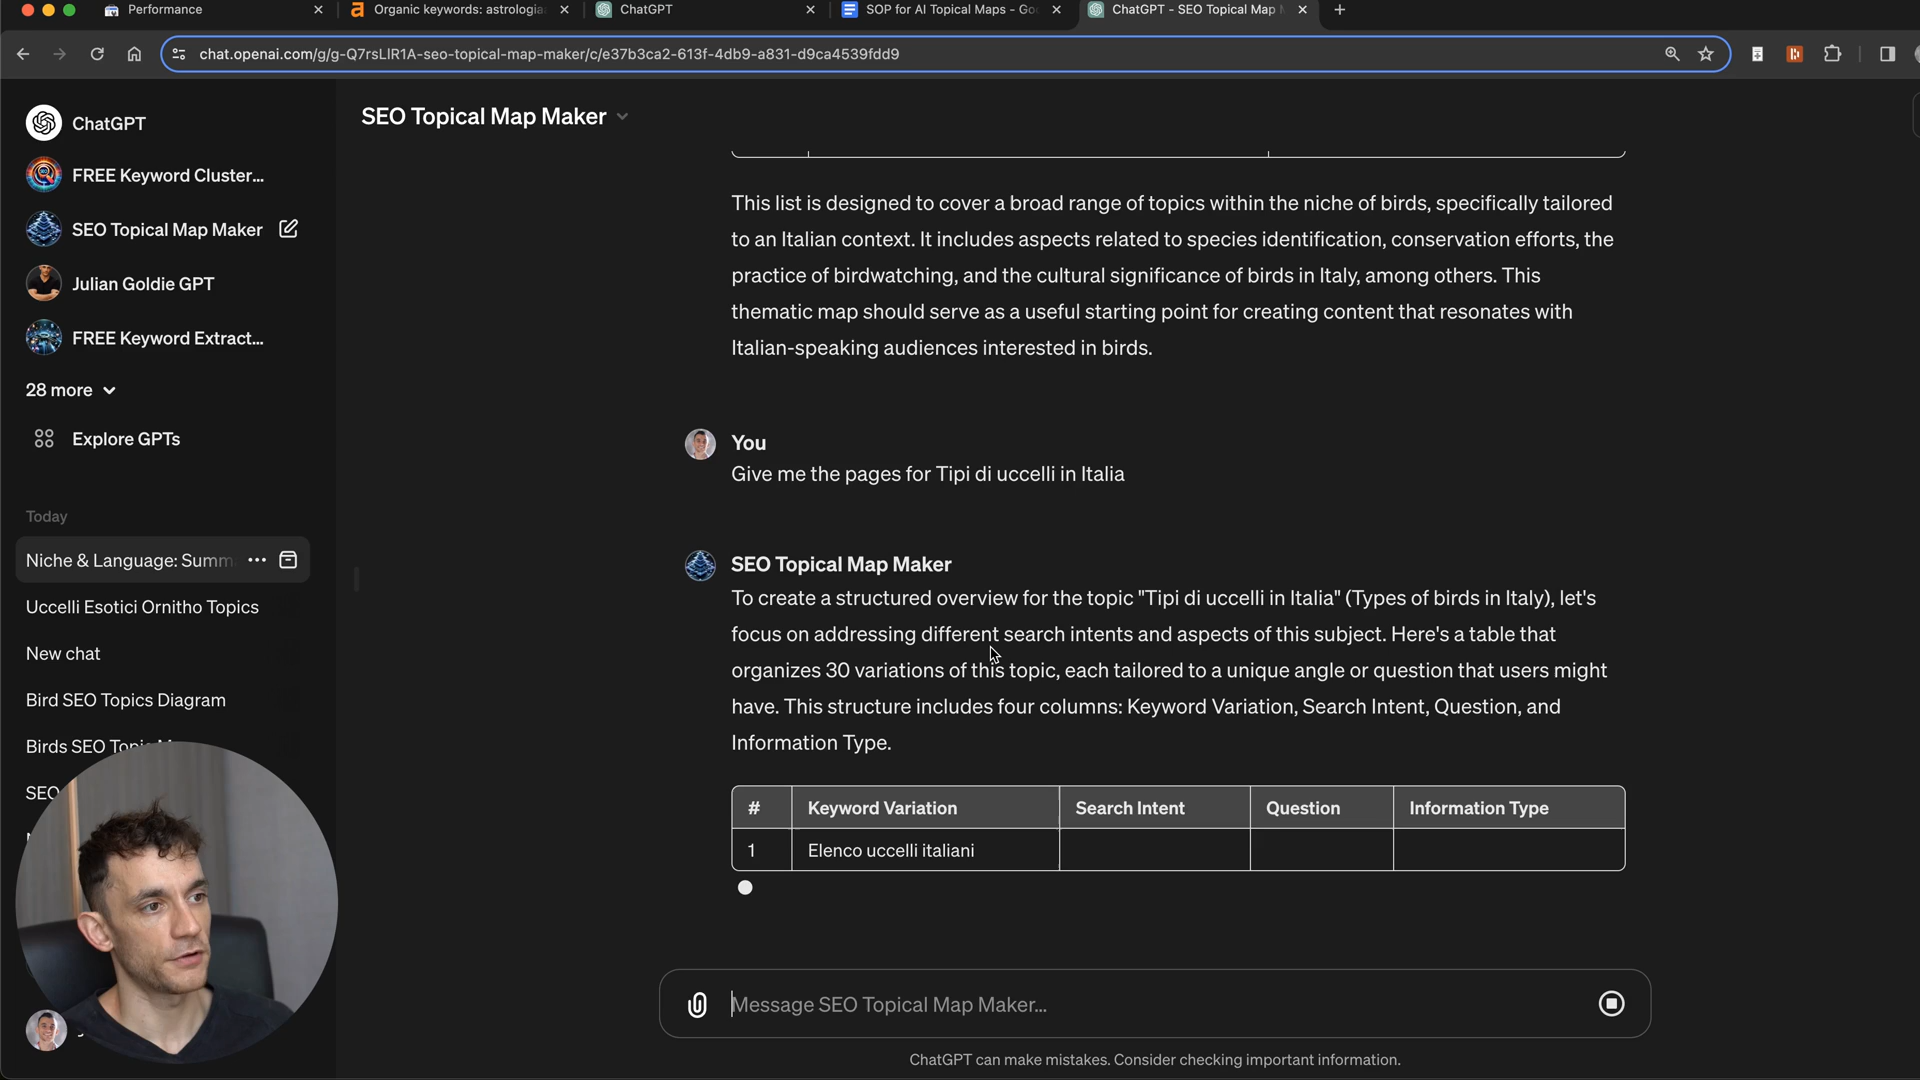 Performance
Organic keywords: astrologia
ChatGPT
SOP for AI Topical Maps - Goo
ChatGPT - SEO Topical Map M
chat.openai.com/g/g-Q7rsLlR1A-seo-topical-map-maker/c/e37b3ca2-613f-4db9-a831-d9ca4539fdd9
ChatGPT
FREE Keyword Cluster...
SEO Topical Map Maker
Julian Goldie GPT
FREE Keyword Extract...
28 more
Explore GPTs
Today
Niche & Language: Summ
Uccelli Esotici Ornitho Topics
New chat
Bird SEO Topics Diagram
Birds SEO Topic M
SEO
SEO Topical Map Maker
This list is designed to cover a broad range of topics within the niche of birds, specifically tailored
to an Italian context. It includes aspects related to species identification, conservation efforts, the
practice of birdwatching, and the cultural significance of birds in Italy, among others. This
thematic map should serve as a useful starting point for creating content that resonates with
Italian-speaking audiences interested in birds.
You
Give me the pages for Tipi di uccelli in Italia
SEO Topical Map Maker
To create a structured overview for the topic "Tipi di uccelli in Italia" (Types of birds in Italy), let's
focus on addressing different search intents and aspects of this subject. Here's a table that
organizes 30 variations of this topic, each tailored to a unique angle or question that users might
have. This structure includes four columns: Keyword Variation, Search Intent, Question, and
Information Type.
# Keyword Variation Search Intent Question Information Type
1 Elenco uccelli italiani
Message SEO Topical Map Maker...
ChatGPT can make mistakes. Consider checking important information.